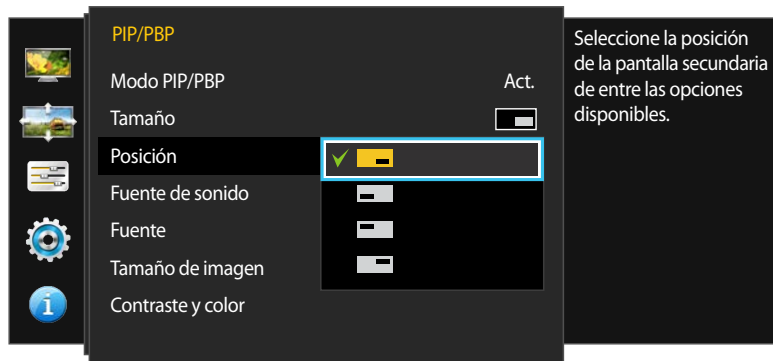 PIP/PBP
Modo PIP/PBP Act.
Tamaño
Posición
Fuente de sonido
Fuente
Tamaño de imagen
Contraste y color
Seleccione la posición
de la pantalla secundaria
de entre las opciones
disponibles.